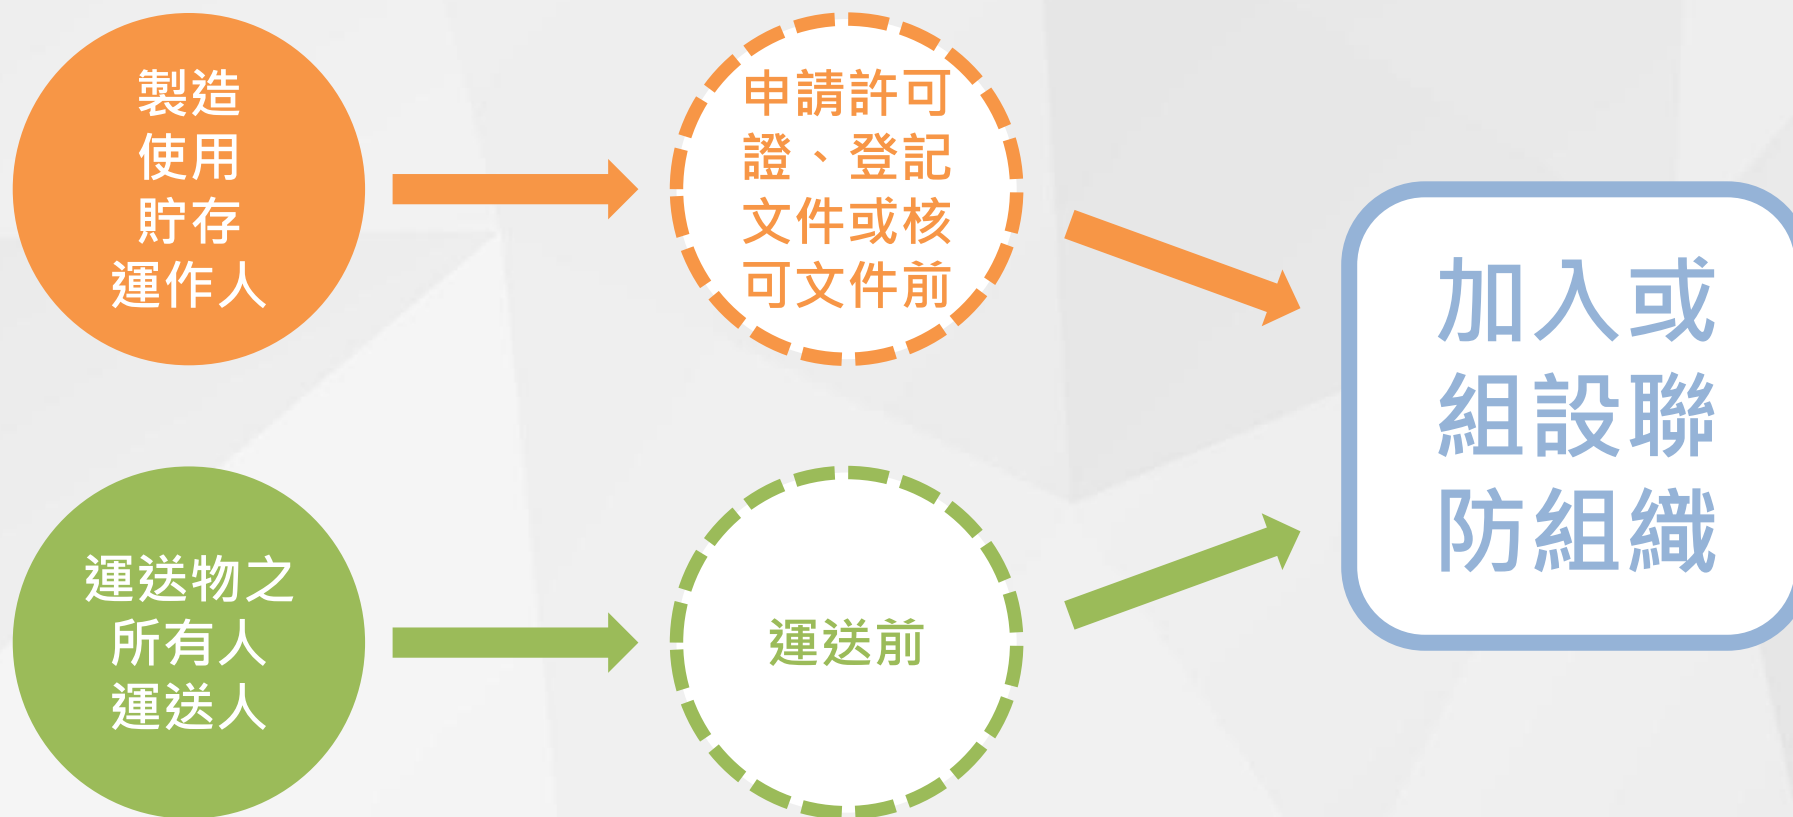 製造
使用
貯存
運作人
申請許可
證、登記
文件或核
可文件前
運送物之
所有人
運送人
運送前
加入或
組設聯
防組織